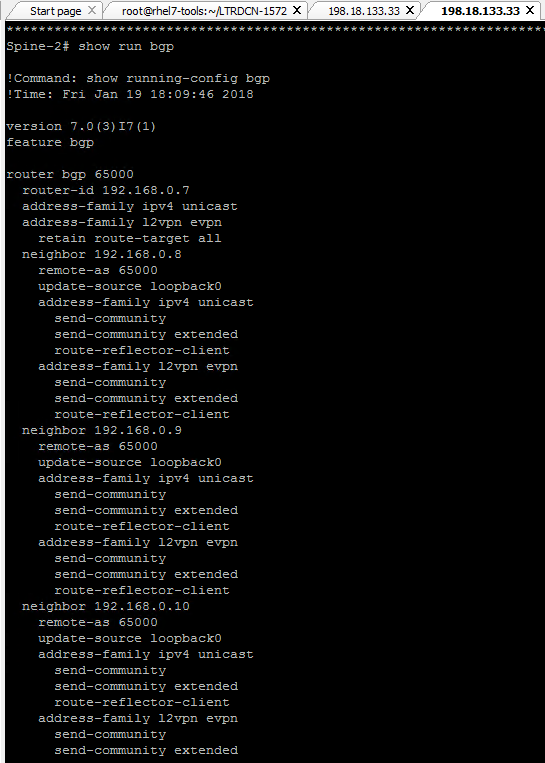 Start page X root@rhel7-tools:~/LTRDCN-1572 X 198.18.133.33 X 198.18.133.33 X
********************************************************************
Spine-2# show run bgp
!Command: show running-config bgp
!Time: Fri Jan 19 18:09:46 2018
version 7.0(3)I7(1)
feature bgp
router bgp 65000
  router-id 192.168.0.7
  address-family ipv4 unicast
  address-family l2vpn evpn
    retain route-target all
  neighbor 192.168.0.8
    remote-as 65000
    update-source loopback0
    address-family ipv4 unicast
      send-community
      send-community extended
      route-reflector-client
    address-family l2vpn evpn
      send-community
      send-community extended
      route-reflector-client
  neighbor 192.168.0.9
    remote-as 65000
    update-source loopback0
    address-family ipv4 unicast
      send-community
      send-community extended
      route-reflector-client
    address-family l2vpn evpn
      send-community
      send-community extended
      route-reflector-client
  neighbor 192.168.0.10
    remote-as 65000
    update-source loopback0
    address-family ipv4 unicast
      send-community
      send-community extended
      route-reflector-client
    address-family l2vpn evpn
      send-community
      send-community extended